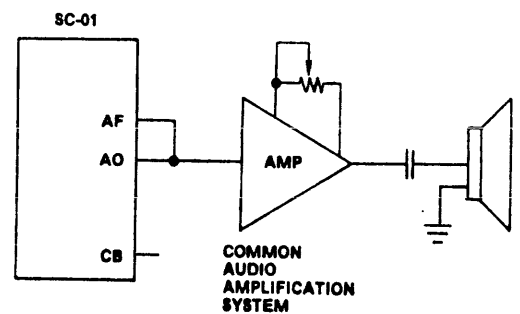 SC-01
AF
AO
AMP
CB
COMMON
AUDIO
AMPLIFICATION
SYSTEM